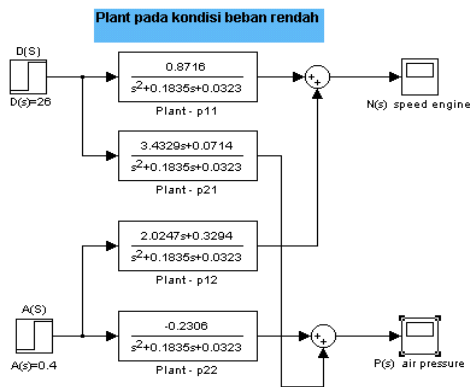 Plant pada kondisi beban rendah
D(S)
D(s)=26
0.8716
s2+0.1835s+0.0323
Plant - p11
N(s) speed engine
3.4329s+0.0714
s2+0.1835s+0.0323
Plant - p21
2.0247s+0.3294
s2+0.1835s+0.0323
Plant - p12
A(S)
A(s)=0.4
-0.2306
s2+0.1835s+0.0323
Plant - p22
P(s) air pressure